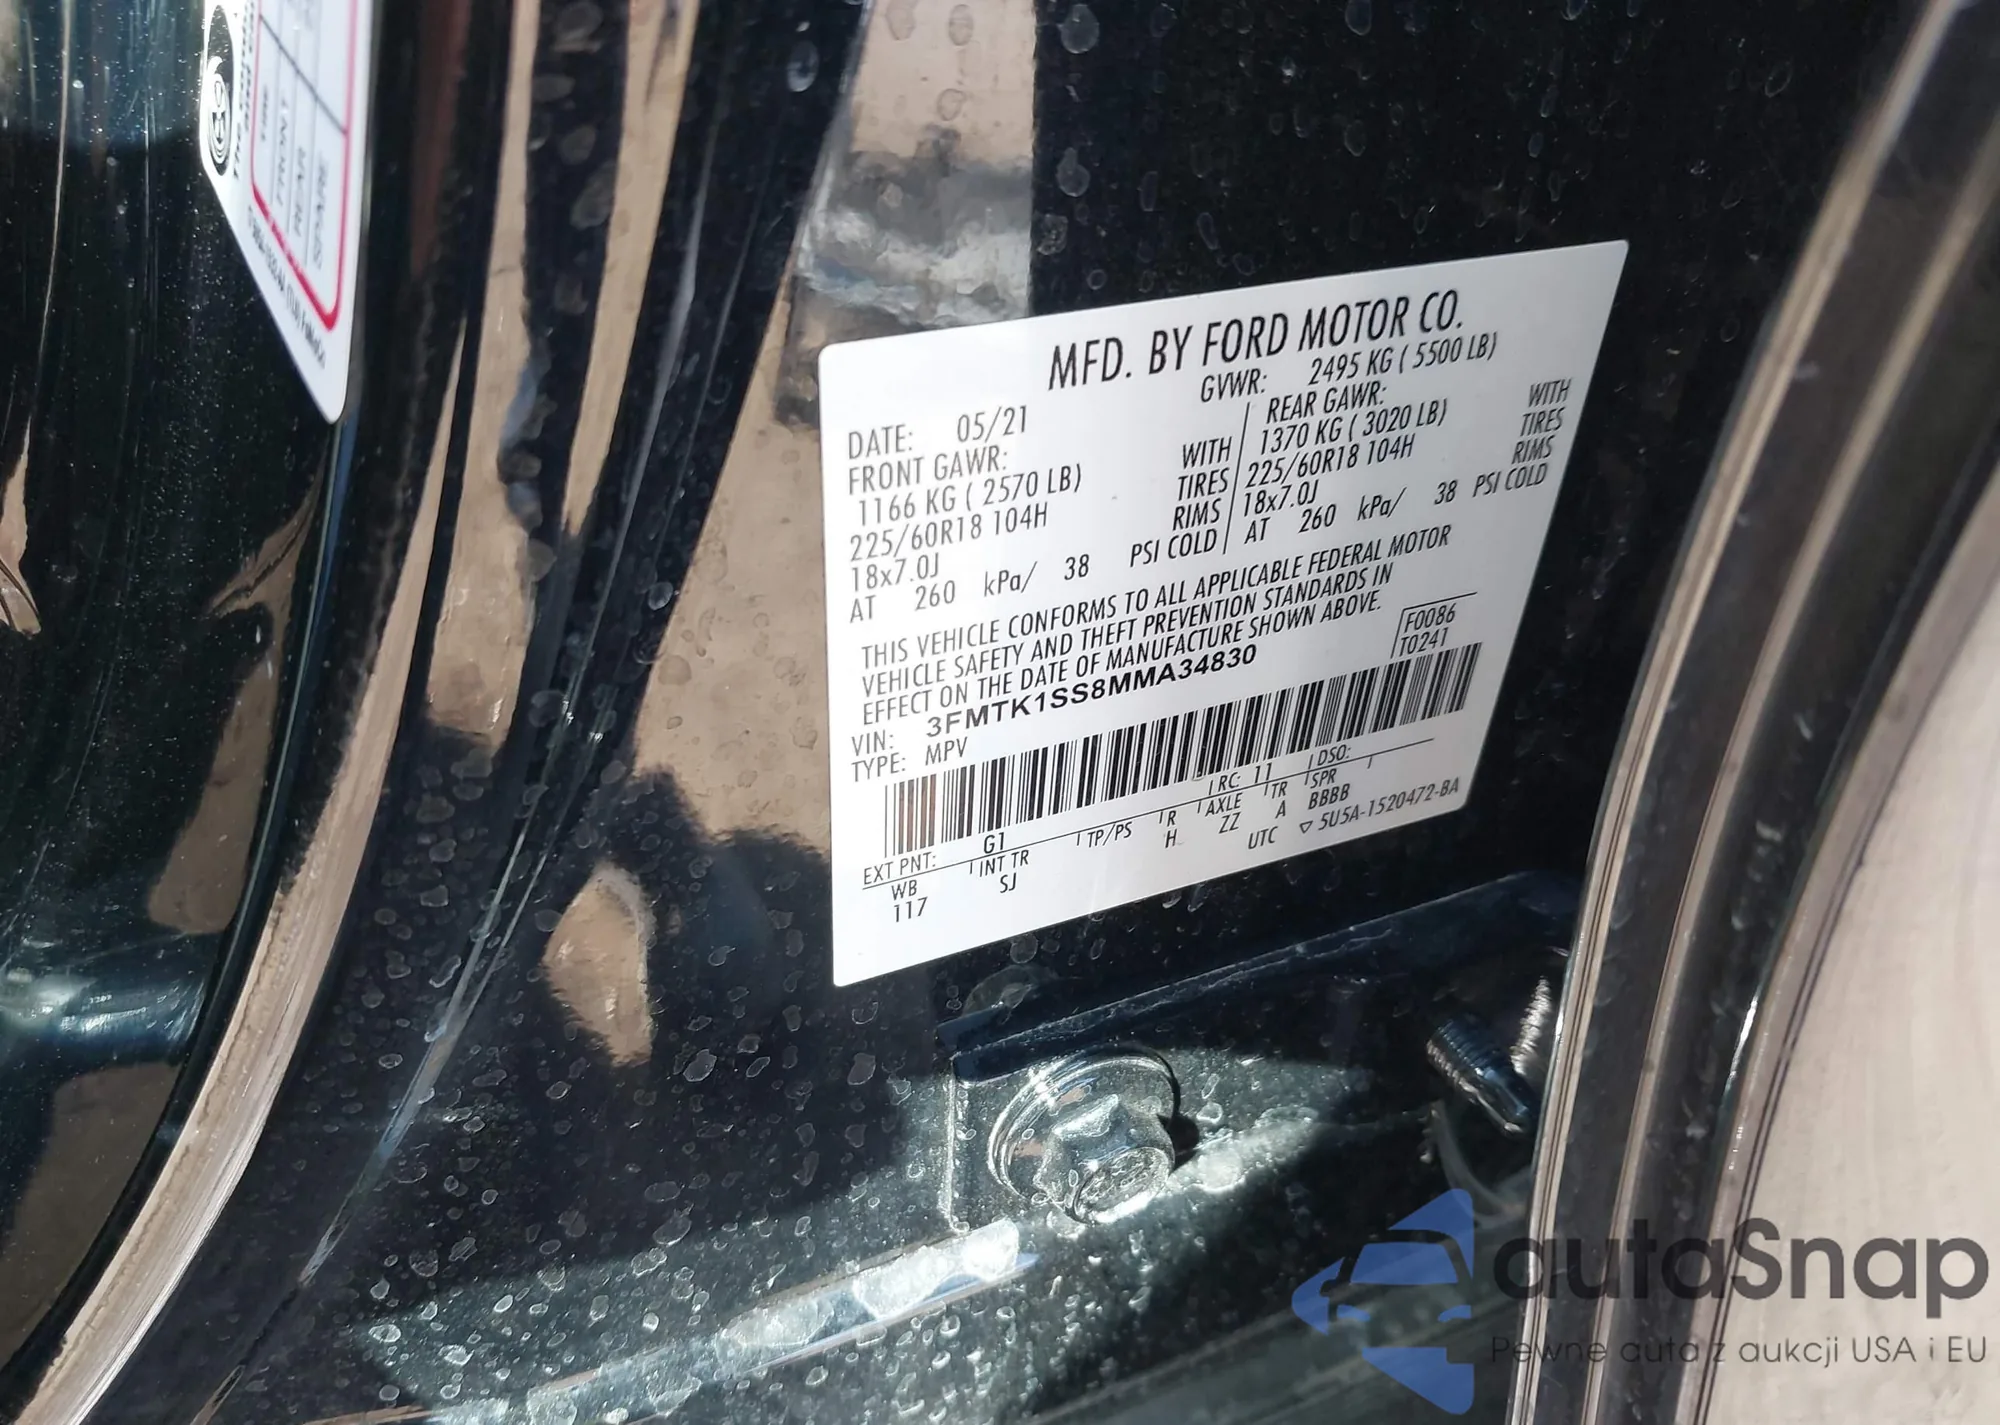 TIRE
FRONT
REAR
SPARE
MFD. BY FORD MOTOR CO.
GVWR: 2495 KG ( 5500 LB)
DATE: 05/21
FRONT GAWR: WITH
1166 KG ( 2570 LB) TIRES
225/60R18 104H RIMS
18x7.0J PSI COLD
AT 260 kPa/ 38
REAR GAWR: WITH
1370 KG ( 3020 LB) TIRES
225/60R18 104H RIMS
18x7.0J
AT 260 kPa/ 38 PSI COLD
THIS VEHICLE CONFORMS TO ALL APPLICABLE FEDERAL MOTOR
VEHICLE SAFETY AND THEFT PREVENTION STANDARDS IN
EFFECT ON THE DATE OF MANUFACTURE SHOWN ABOVE.
F0086
T0241
VIN: 3FMTK1SS8MMA34830
TYPE: MPV
EXT PNT: G1 RC: 11 DSO:
WB INT TR TP/PS R AXLE TR SPR
117 SJ H ZZ A BBBB
UTC ▽ 5U5A-1520472-BA
autaSnap
Pewne auta z aukcji USA i EU